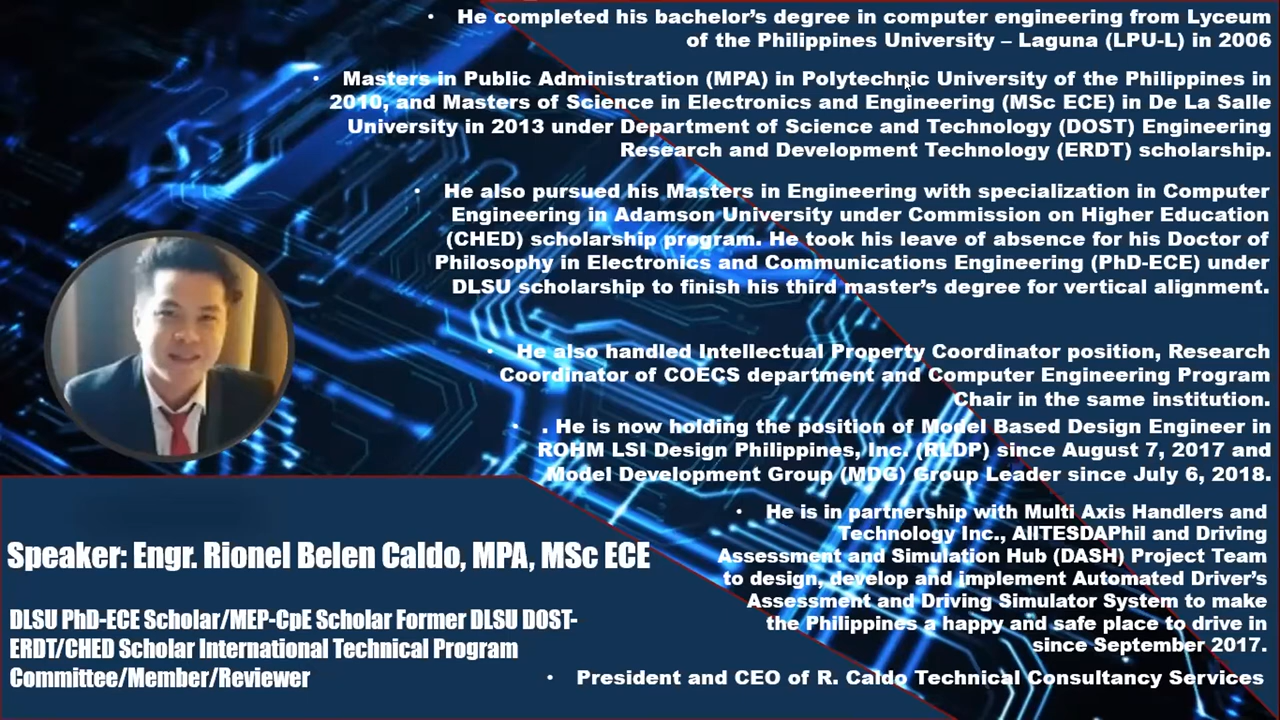 • He completed his bachelor's degree in computer engineering from Lyceum
of the Philippines University – Laguna (LPU-L) in 2006
• Masters in Public Administration (MPA) in Polytechnic University of the Philippines in
2010, and Masters of Science in Electronics and Engineering (MSc ECE) in De La Salle
University in 2013 under Department of Science and Technology (DOST) Engineering
Research and Development Technology (ERDT) scholarship.
• He also pursued his Masters in Engineering with specialization in Computer
Engineering in Adamson University under Commission on Higher Education
(CHED) scholarship program. He took his leave of absence for his Doctor of
Philosophy in Electronics and Communications Engineering (PhD-ECE) under
DLSU scholarship to finish his third master's degree for vertical alignment.
• He also handled Intellectual Property Coordinator position, Research
Coordinator of COECS department and Computer Engineering Program
Chair in the same institution.
• . He is now holding the position of Model Based Design Engineer in
ROHM LSI Design Philippines, Inc. (RLDP) since August 7, 2017 and
Model Development Group (MDG) Group Leader since July 6, 2018.
• He is in partnership with Multi Axis Handlers and
Technology Inc., AIITESDAPhil and Driving
Assessment and Simulation Hub (DASH) Project Team
to design, develop and implement Automated Driver's
Assessment and Driving Simulator System to make
the Philippines a happy and safe place to drive in
since September 2017.
• President and CEO of R. Caldo Technical Consultancy Services
Speaker: Engr. Rionel Belen Caldo, MPA, MSc ECE
DLSU PhD-ECE Scholar/MEP-CpE Scholar Former DLSU DOST-
ERDT/CHED Scholar International Technical Program
Committee/Member/Reviewer